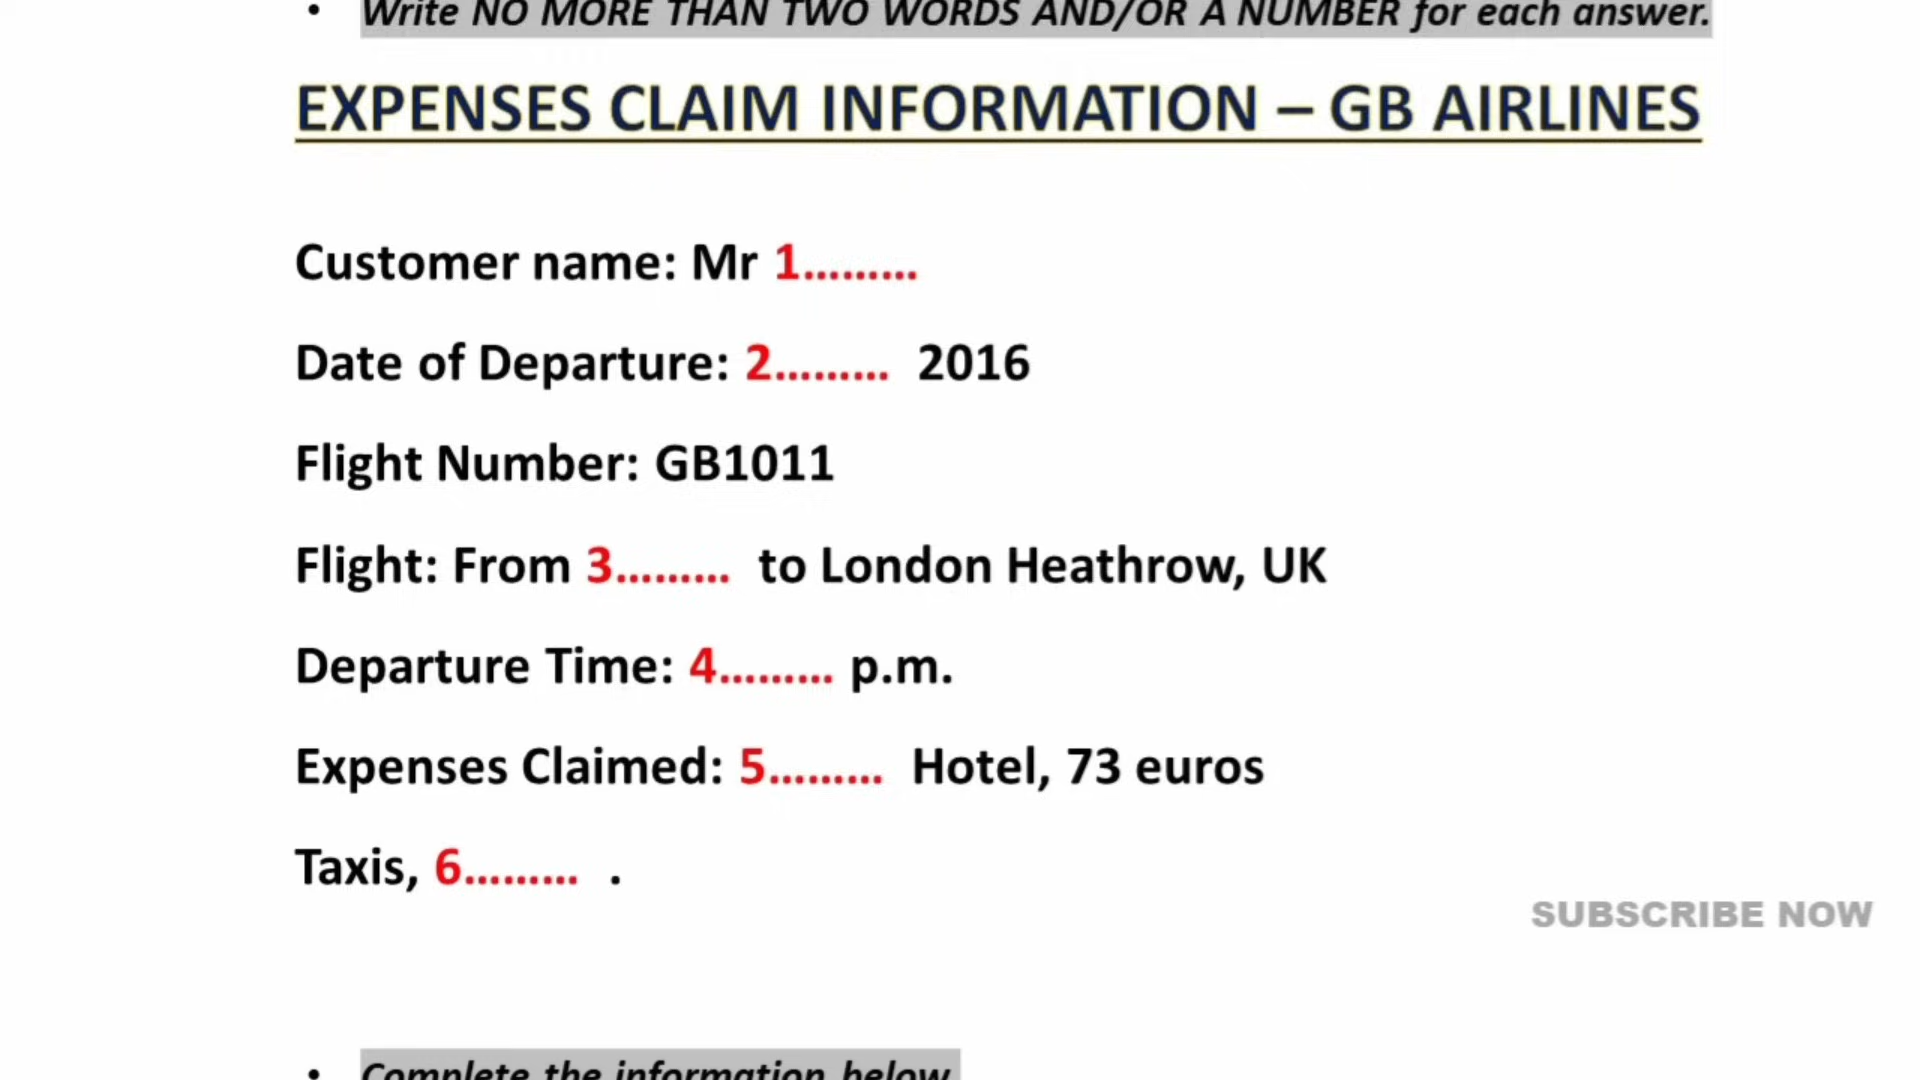 • Write NO MORE THAN TWO WORDS AND/OR A NUMBER for each answer.
EXPENSES CLAIM INFORMATION – GB AIRLINES
Customer name: Mr 1.........
Date of Departure: 2......... 2016
Flight Number: GB1011
Flight: From 3......... to London Heathrow, UK
Departure Time: 4......... p.m.
Expenses Claimed: 5......... Hotel, 73 euros
Taxis, 6......... .
SUBSCRIBE NOW
• Complete the information below.